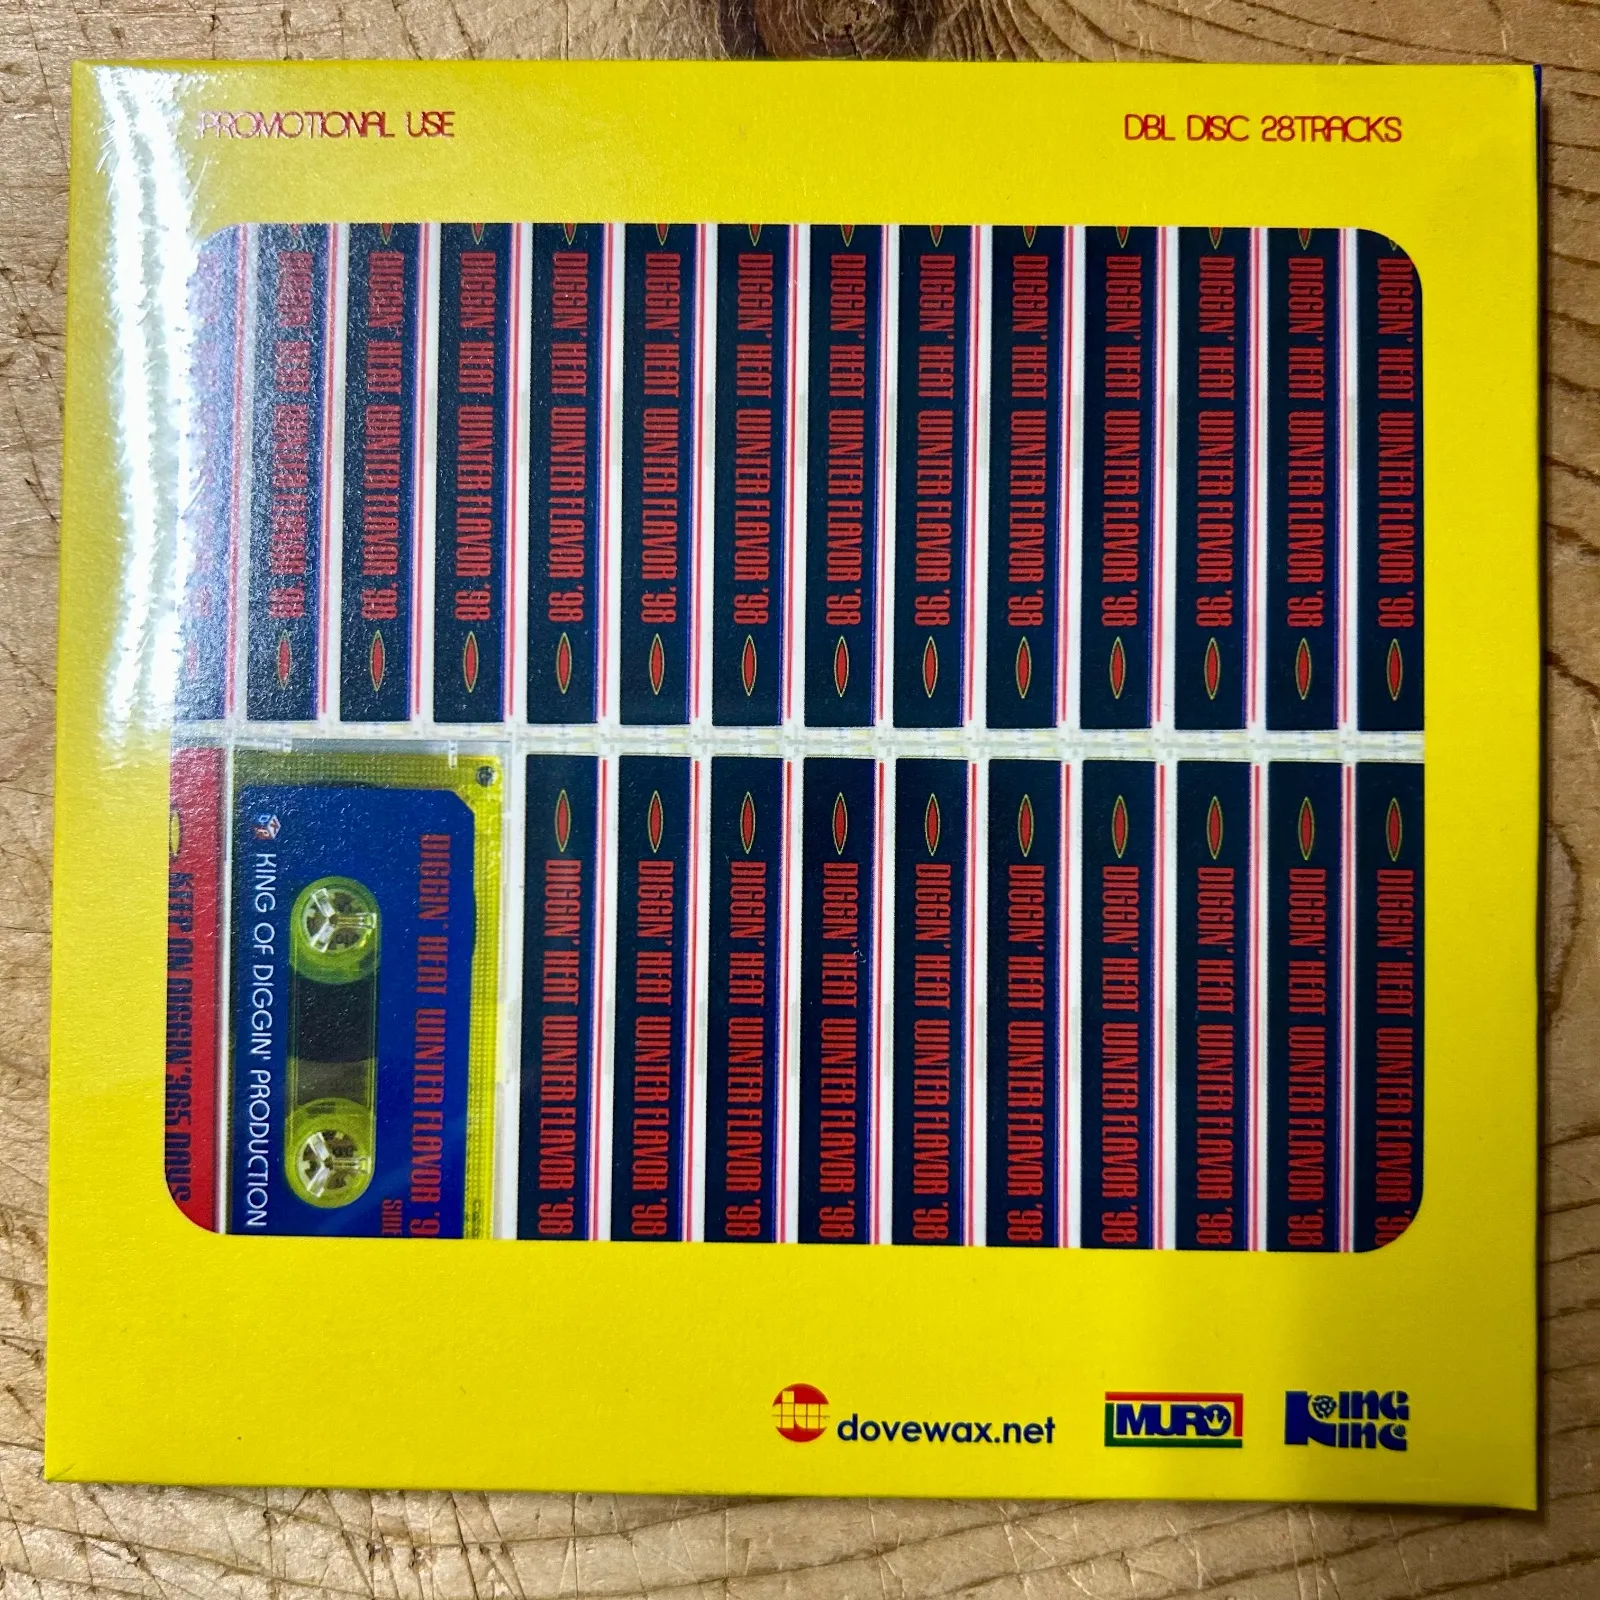 PROMOTIONAL USE
DBL DISC 28TRACKS
DIGGIN' HEAT WINTER FLAVOR '98
DIGGIN' HEAT WINTER FLAVOR '98
DIGGIN' HEAT WINTER FLAVOR '98
DIGGIN' HEAT WINTER FLAVOR '98
DIGGIN' HEAT WINTER FLAVOR '98
DIGGIN' HEAT WINTER FLAVOR '98
DIGGIN' HEAT WINTER FLAVOR '98
DIGGIN' HEAT WINTER FLAVOR '98
DIGGIN' HEAT WINTER FLAVOR '98
DIGGIN' HEAT WINTER FLAVOR '98
DIGGIN' HEAT WINTER FLAVOR '98
DIGGIN' HEAT WINTER FLAVOR '98
DIGGIN' HEAT WINTER FLAVOR '98
KEEP DIGGIN' 365 DAYS
KING OF DIGGIN' PRODUCTION
DIGGIN' HEAT WINTER FLAVOR '9
DIGGIN' HEAT WINTER FLAVOR '98
DIGGIN' HEAT WINTER FLAVOR '98
DIGGIN' HEAT WINTER FLAVOR '98
DIGGIN' HEAT WINTER FLAVOR '98
DIGGIN' HEAT WINTER FLAVOR '98
DIGGIN' HEAT WINTER FLAVOR '98
DIGGIN' HEAT WINTER FLAVOR '98
DIGGIN' HEAT WINTER FLAVOR '98
DIGGIN' HEAT WINTER FLAVOR '98
DIGGIN' HEAT WINTER FLAVOR '98
dovewax.net
MURO
KING
INC